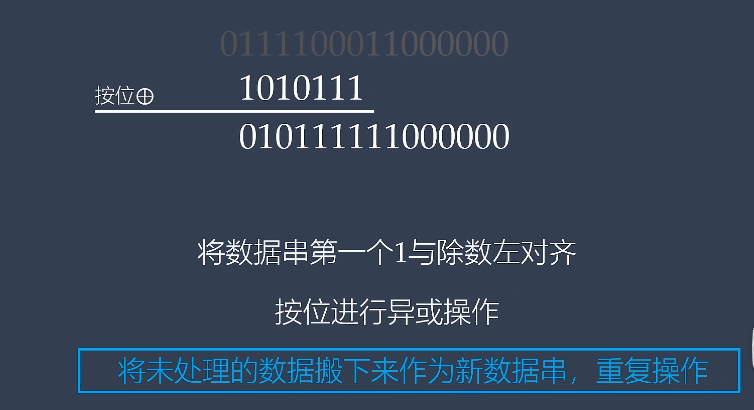 0111100011000000
按位⊕ 1010111
010111111000000
将数据串第一个1与除数左对齐
按位进行异或操作
将未处理的数据搬下来作为新数据串，重复操作